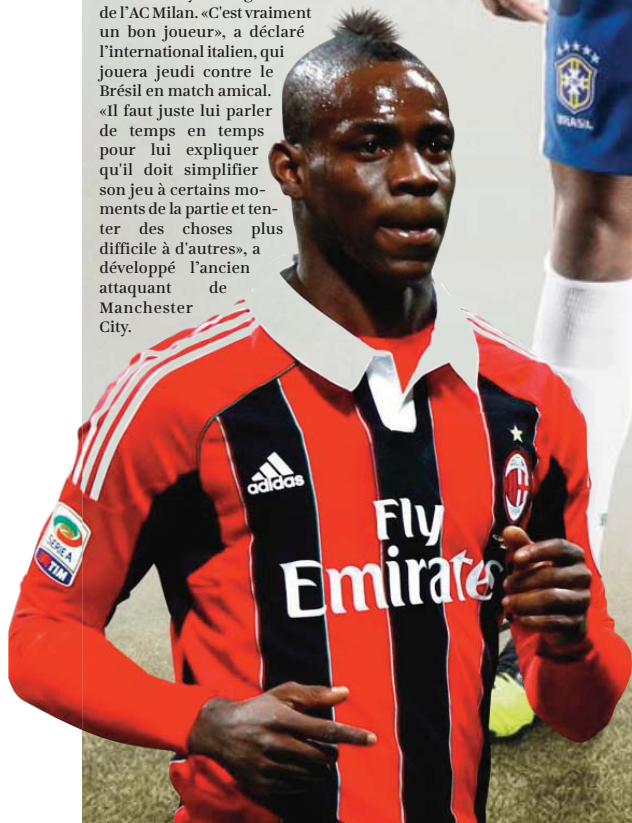 de l'AC Milan. «C'est vraiment
un bon joueur», a déclaré
l'international italien, qui
jouera jeudi contre le
Brésil en match amical.
«Il faut juste lui parler
de temps en temps
pour lui expliquer
qu'il doit simplifier
son jeu à certains mo-
ments de la partie et ten-
ter des choses plus
difficile à d'autres», a
développé l'ancien
attaquant de
Manchester
City.
BRASIL
adidas
Fly
Emirates
SERIE A
TIM